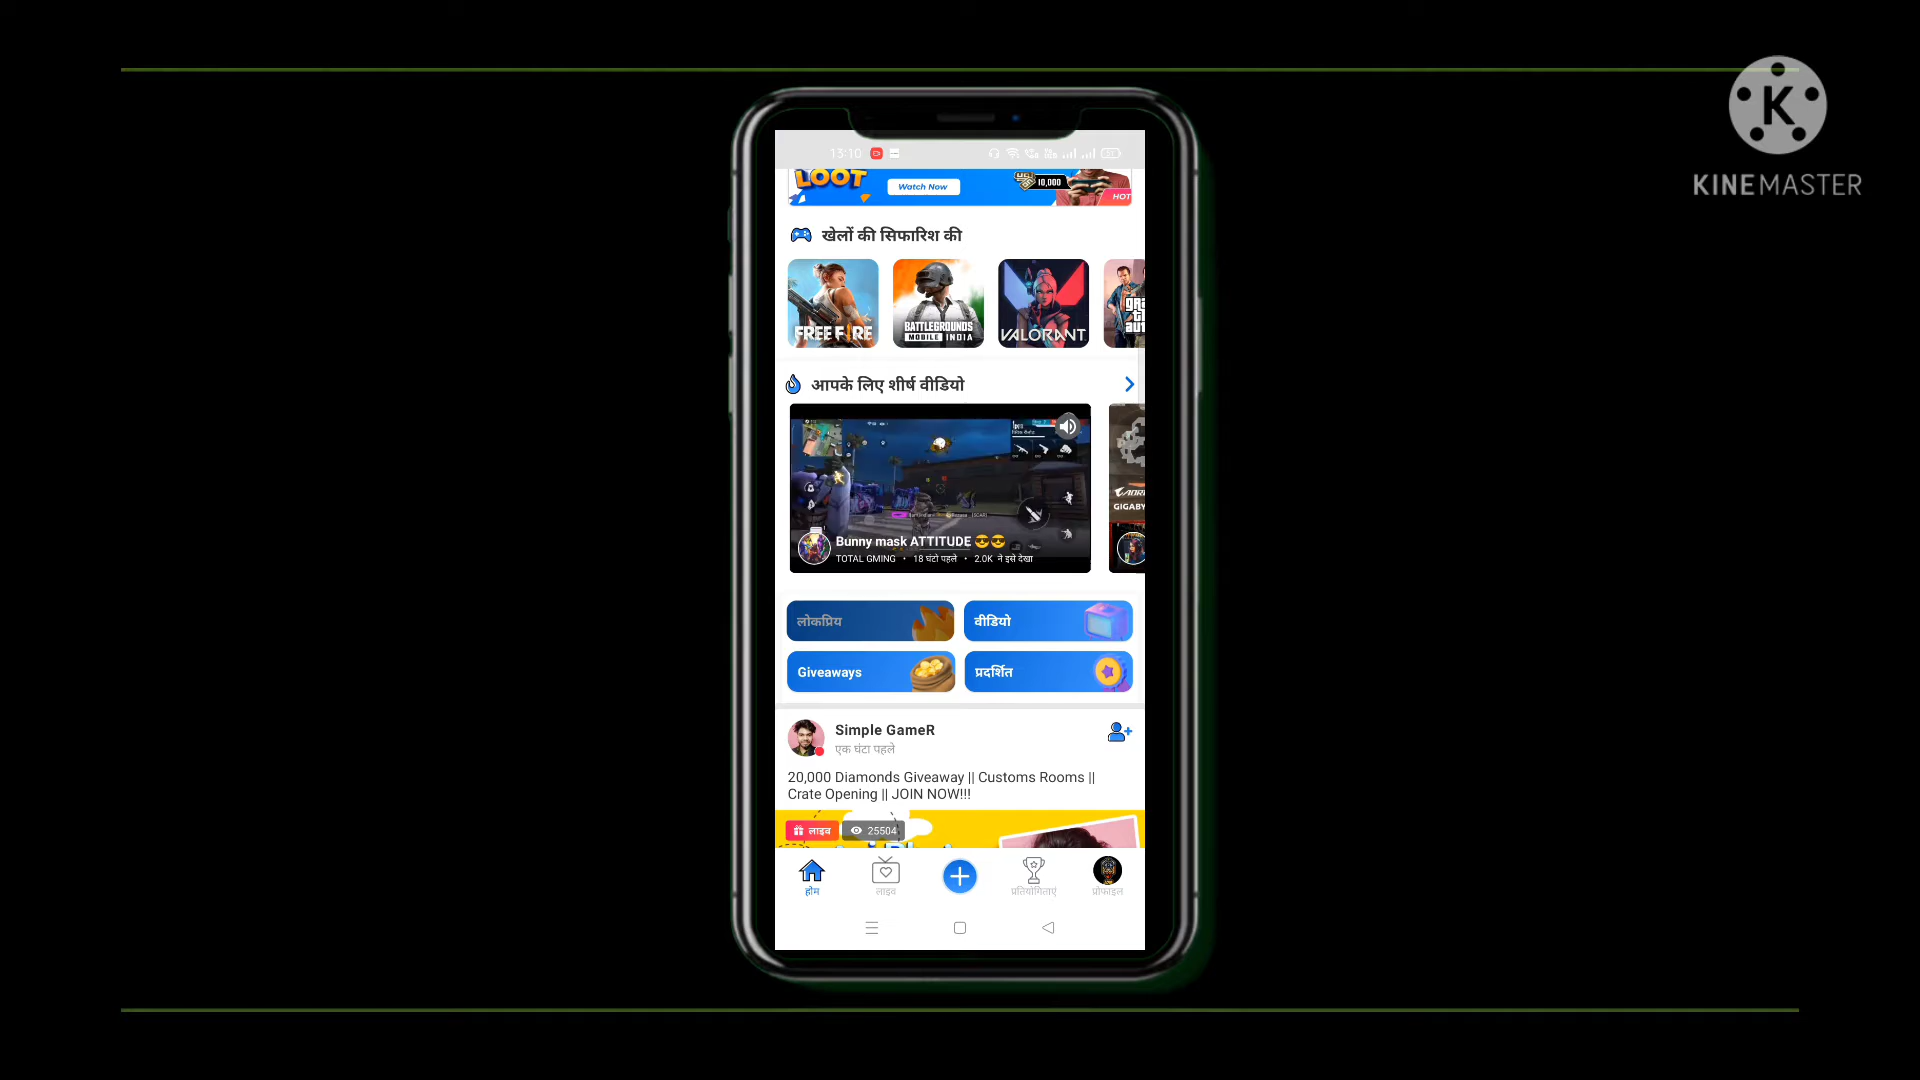 KINEMASTER
13:10
LOOT
Watch Now
10,000
HOT
खेलों की सिफारिश की
FREE FIRE
BATTLEGROUNDS
MOBILE INDIA
VALORANT
आपके लिए शीर्ष वीडियो
Bunny mask ATTITUDE 😎😎
TOTAL GMING • 18 घंटो पहले • 2.0K ने इसे देखा
GIGABY
लोकप्रिय
वीडियो
Giveaways
प्रदर्शित
Simple GameR
एक घंटा पहले
20,000 Diamonds Giveaway || Customs Rooms ||
Crate Opening || JOIN NOW!!!
लाइव
25504
होम
लाइव
प्रतियोगिताएं
प्रोफाइल